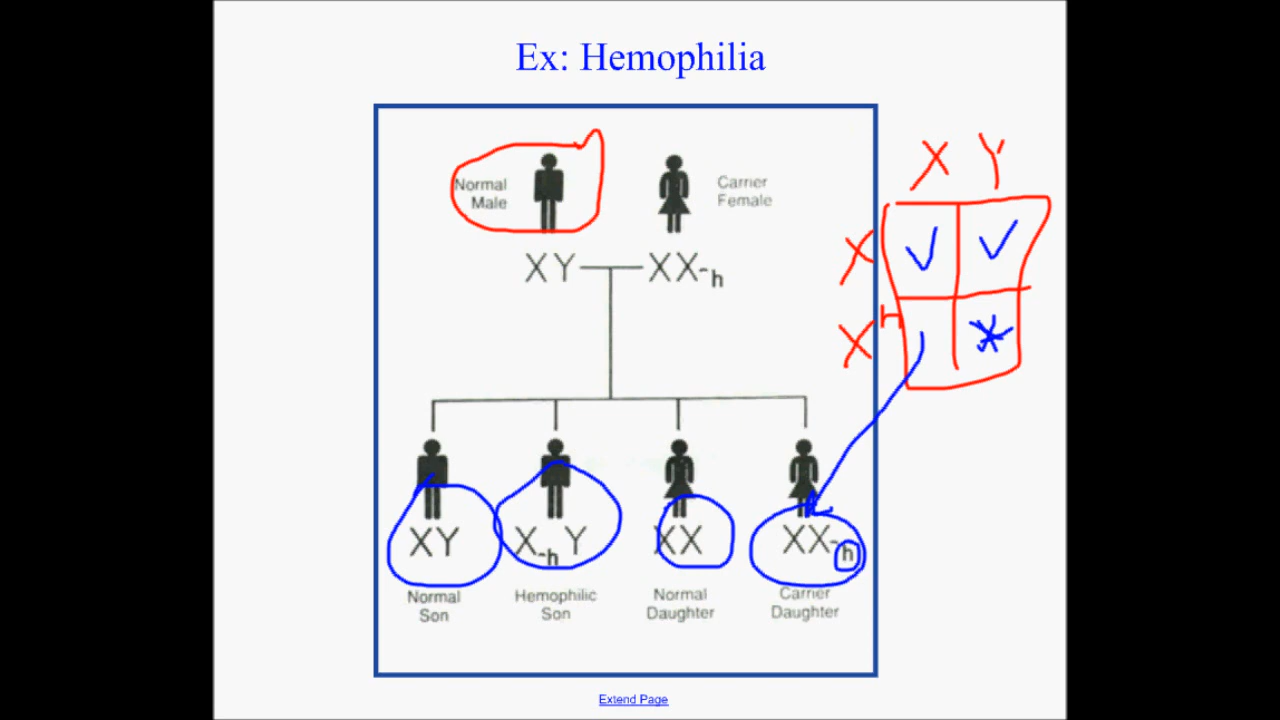 Ex: Hemophilia
X Y
Normal
Male
Carrier
Female
X
XY
XX-h
X h
XY
X-h Y
XX
XX-h
Normal
Son
Hemophilic
Son
Normal
Daughter
Carrier
Daughter
Extend Page